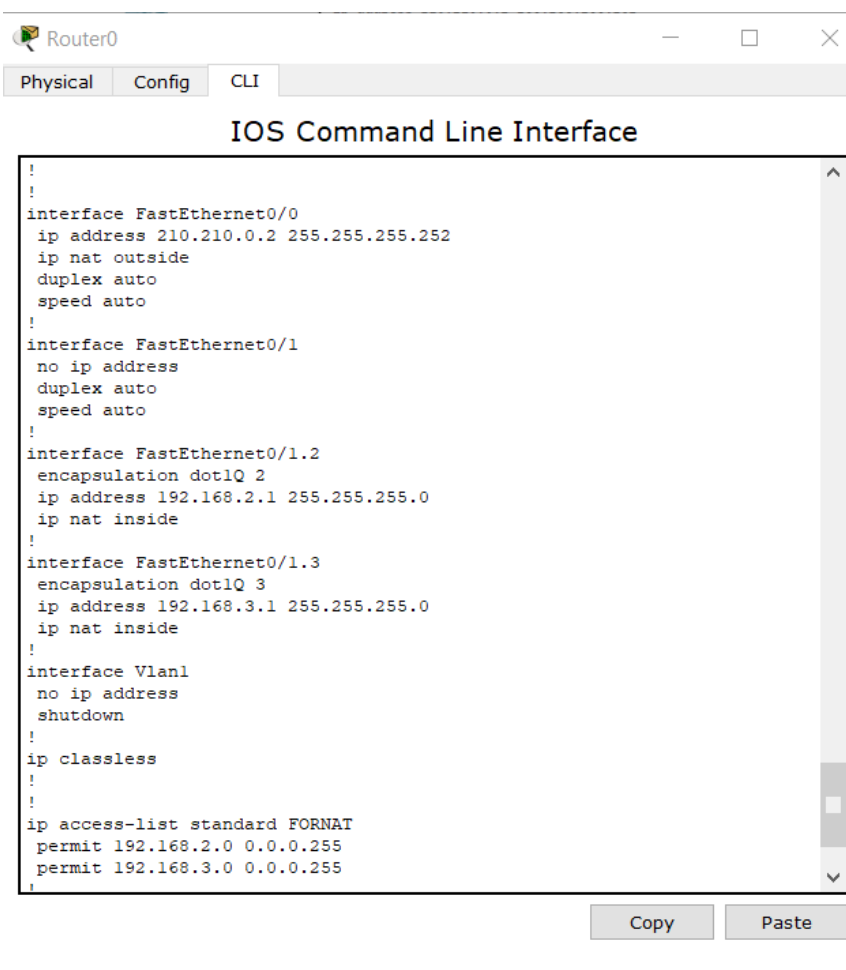 Router0
Physical Config CLI
IOS Command Line Interface
!
!
interface FastEthernet0/0
ip address 210.210.0.2 255.255.255.252
ip nat outside
duplex auto
speed auto
!
interface FastEthernet0/1
no ip address
duplex auto
speed auto
!
interface FastEthernet0/1.2
encapsulation dot1Q 2
ip address 192.168.2.1 255.255.255.0
ip nat inside
!
interface FastEthernet0/1.3
encapsulation dot1Q 3
ip address 192.168.3.1 255.255.255.0
ip nat inside
!
interface Vlan1
no ip address
shutdown
!
ip classless
!
!
ip access-list standard FORNAT
permit 192.168.2.0 0.0.0.255
permit 192.168.3.0 0.0.0.255
!
Copy Paste